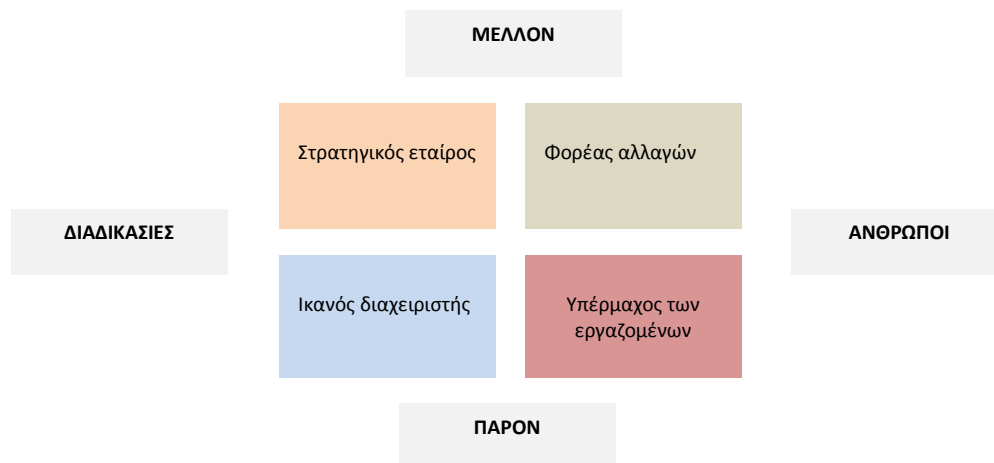 ΜΕΛΛΟΝ
Στρατηγικός εταίρος
Φορέας αλλαγών
ΔΙΑΔΙΚΑΣΙΕΣ
ΑΝΘΡΩΠΟΙ
Ικανός διαχειριστής
Υπέρμαχος των
εργαζομένων
ΠΑΡΟΝ